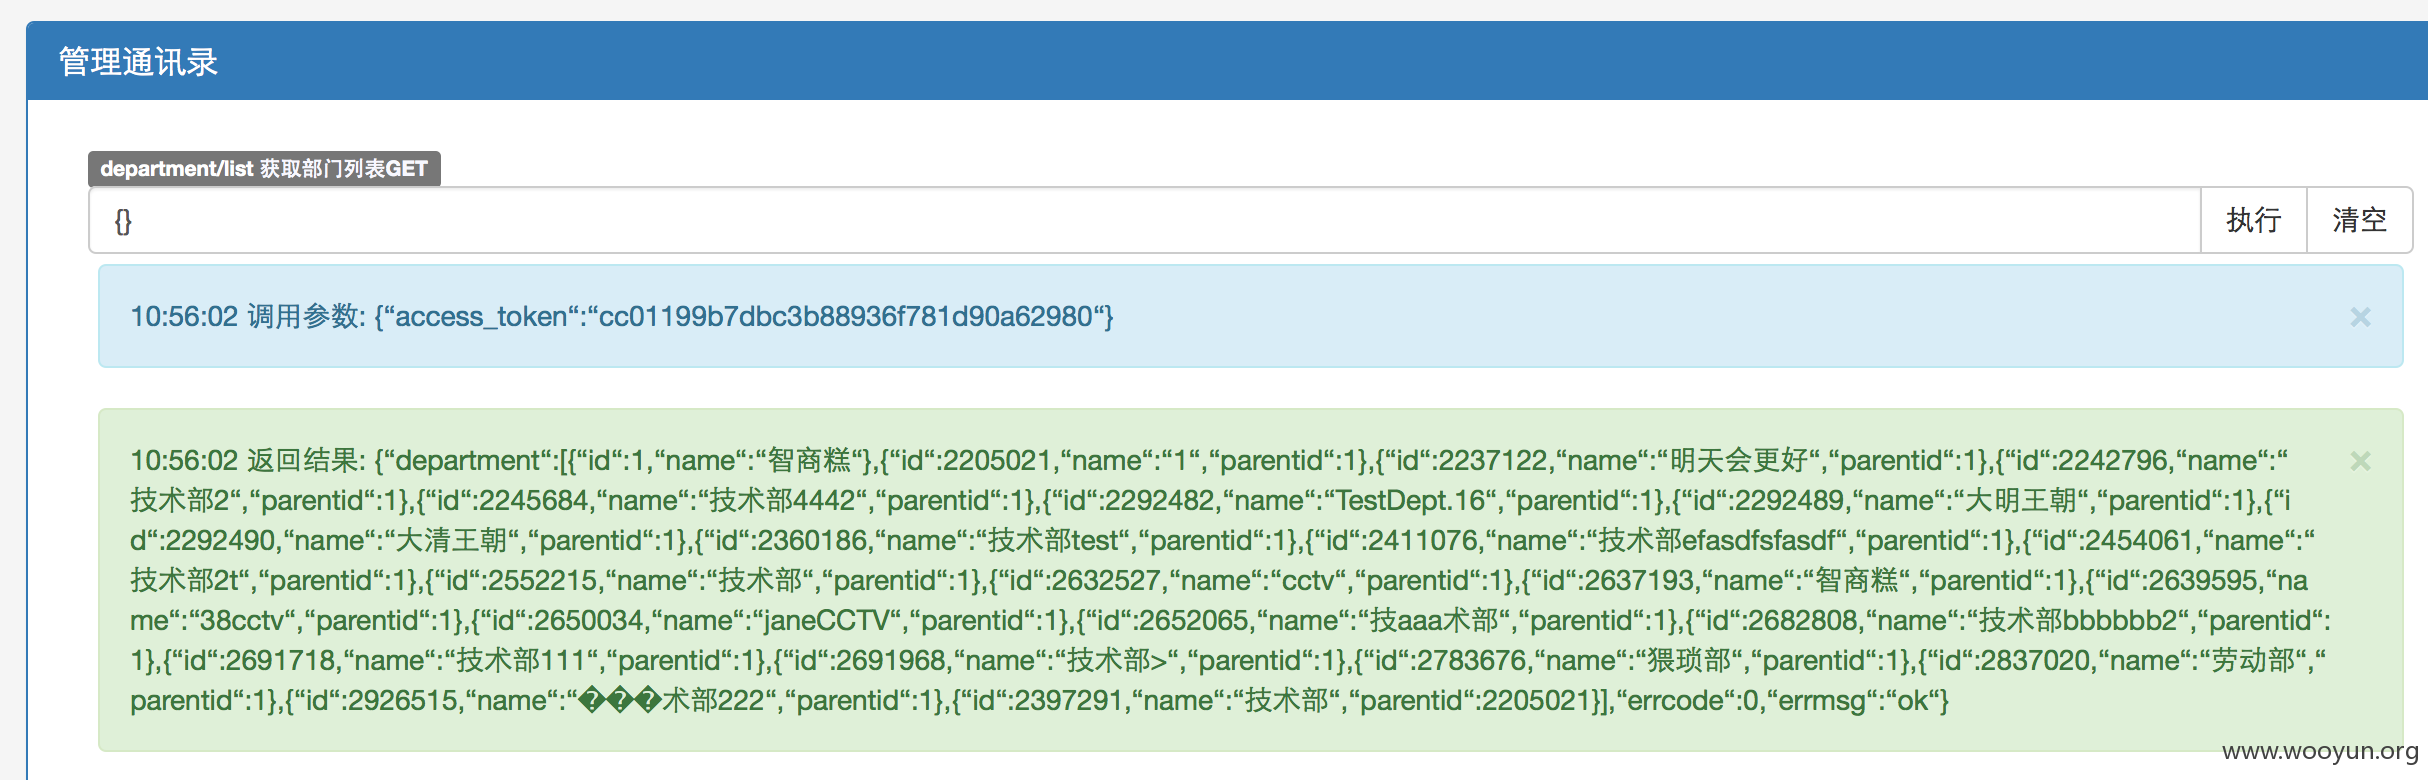 管理通讯录
department/list 获取部门列表GET
{}
执行
清空
10:56:02 调用参数: {“access_token“:“cc01199b7dbc3b88936f781d90a62980“}
×
10:56:02 返回结果: {“department“:[{“id“:1,“name“:“智商糕“},{“id“:2205021,“name“:“1“,“parentid“:1},{“id“:2237122,“name“:“明天会更好“,“parentid“:1},{“id“:2242796,“name“:“
×
技术部2“,“parentid“:1},{“id“:2245684,“name“:“技术部4442“,“parentid“:1},{“id“:2292482,“name“:“TestDept.16“,“parentid“:1},{“id“:2292489,“name“:“大明王朝“,“parentid“:1},{“i
d“:2292490,“name“:“大清王朝“,“parentid“:1},{“id“:2360186,“name“:“技术部test“,“parentid“:1},{“id“:2411076,“name“:“技术部efasdfsfasdf“,“parentid“:1},{“id“:2454061,“name“:“
技术部2t“,“parentid“:1},{“id“:2552215,“name“:“技术部“,“parentid“:1},{“id“:2632527,“name“:“cctv“,“parentid“:1},{“id“:2637193,“name“:“智商糕“,“parentid“:1},{“id“:2639595,“na
me“:“38cctv“,“parentid“:1},{“id“:2650034,“name“:“janeCCTV“,“parentid“:1},{“id“:2652065,“name“:“技aaa术部“,“parentid“:1},{“id“:2682808,“name“:“技术部bbbbbb2“,“parentid“:
1},{“id“:2691718,“name“:“技术部111“,“parentid“:1},{“id“:2691968,“name“:“技术部>“,“parentid“:1},{“id“:2783676,“name“:“猥琐部“,“parentid“:1},{“id“:2837020,“name“:“劳动部“,“
parentid“:1},{“id“:2926515,“name“:“���术部222“,“parentid“:1},{“id“:2397291,“name“:“技术部“,“parentid“:2205021}],“errcode“:0,“errmsg“:“ok“}
www.wooyun.org